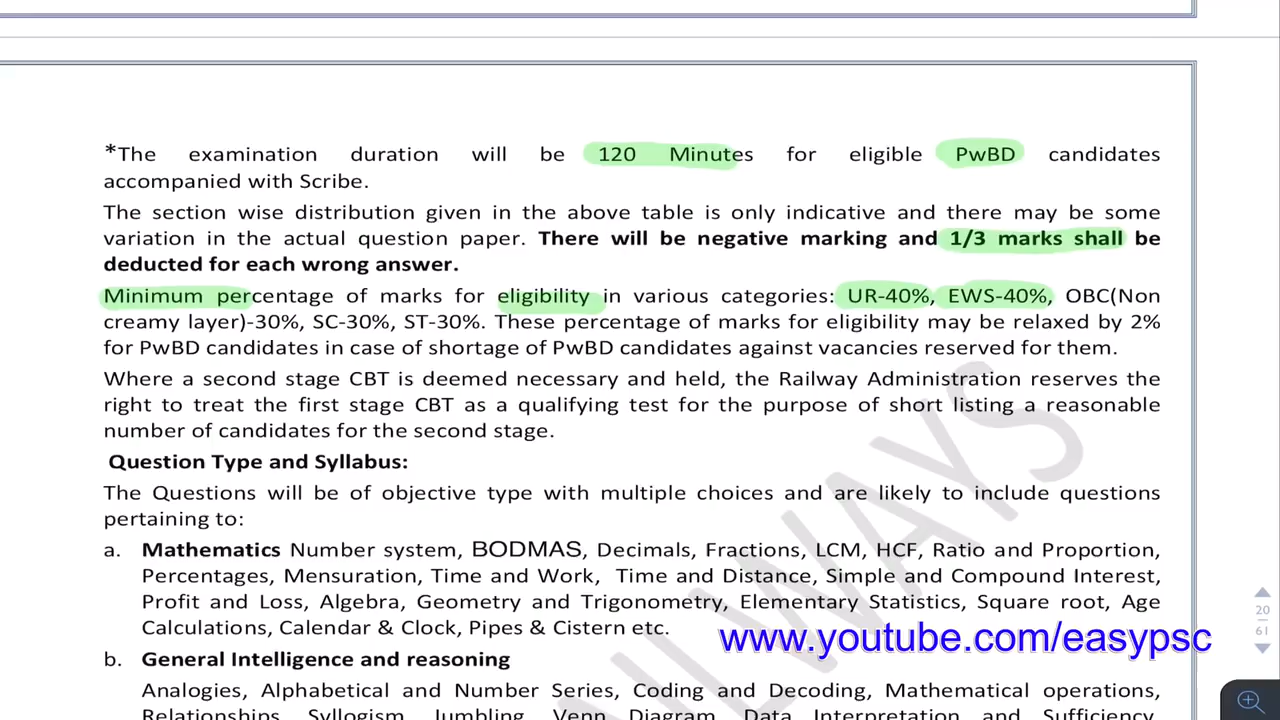 *The examination duration will be 120 Minutes for eligible PwBD candidates
accompanied with Scribe.
The section wise distribution given in the above table is only indicative and there may be some
variation in the actual question paper. There will be negative marking and 1/3 marks shall be
deducted for each wrong answer.
Minimum percentage of marks for eligibility in various categories: UR-40%, EWS-40%, OBC(Non
creamy layer)-30%, SC-30%, ST-30%. These percentage of marks for eligibility may be relaxed by 2%
for PwBD candidates in case of shortage of PwBD candidates against vacancies reserved for them.
Where a second stage CBT is deemed necessary and held, the Railway Administration reserves the
right to treat the first stage CBT as a qualifying test for the purpose of short listing a reasonable
number of candidates for the second stage.
Question Type and Syllabus:
The Questions will be of objective type with multiple choices and are likely to include questions
pertaining to:
a. Mathematics Number system, BODMAS, Decimals, Fractions, LCM, HCF, Ratio and Proportion,
Percentages, Mensuration, Time and Work, Time and Distance, Simple and Compound Interest,
Profit and Loss, Algebra, Geometry and Trigonometry, Elementary Statistics, Square root, Age
Calculations, Calendar & Clock, Pipes & Cistern etc.
www.youtube.com/easypsc
b. General Intelligence and reasoning
Analogies, Alphabetical and Number Series, Coding and Decoding, Mathematical operations,
Relationships, Syllogism, Jumbling, Venn Diagram, Data Interpretation and Sufficiency,
20
61
ILWAYS